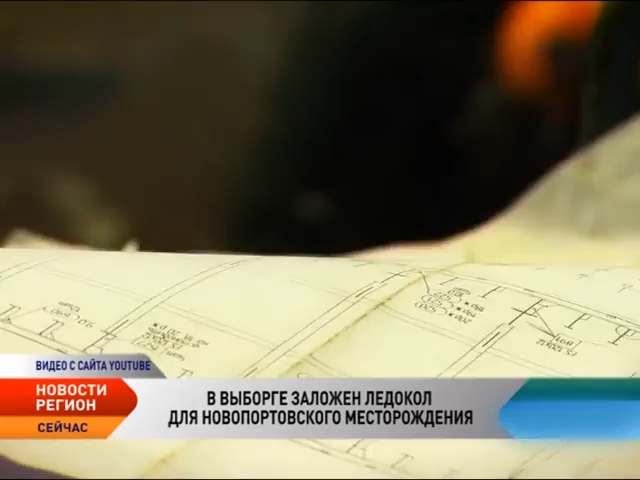 ВИДЕО С САЙТА YOUTUBE
НОВОСТИ
РЕГИОН
СЕЙЧАС
В ВЫБОРГЕ ЗАЛОЖЕН ЛЕДОКОЛ
ДЛЯ НОВОПОРТОВСКОГО МЕСТОРОЖДЕНИЯ